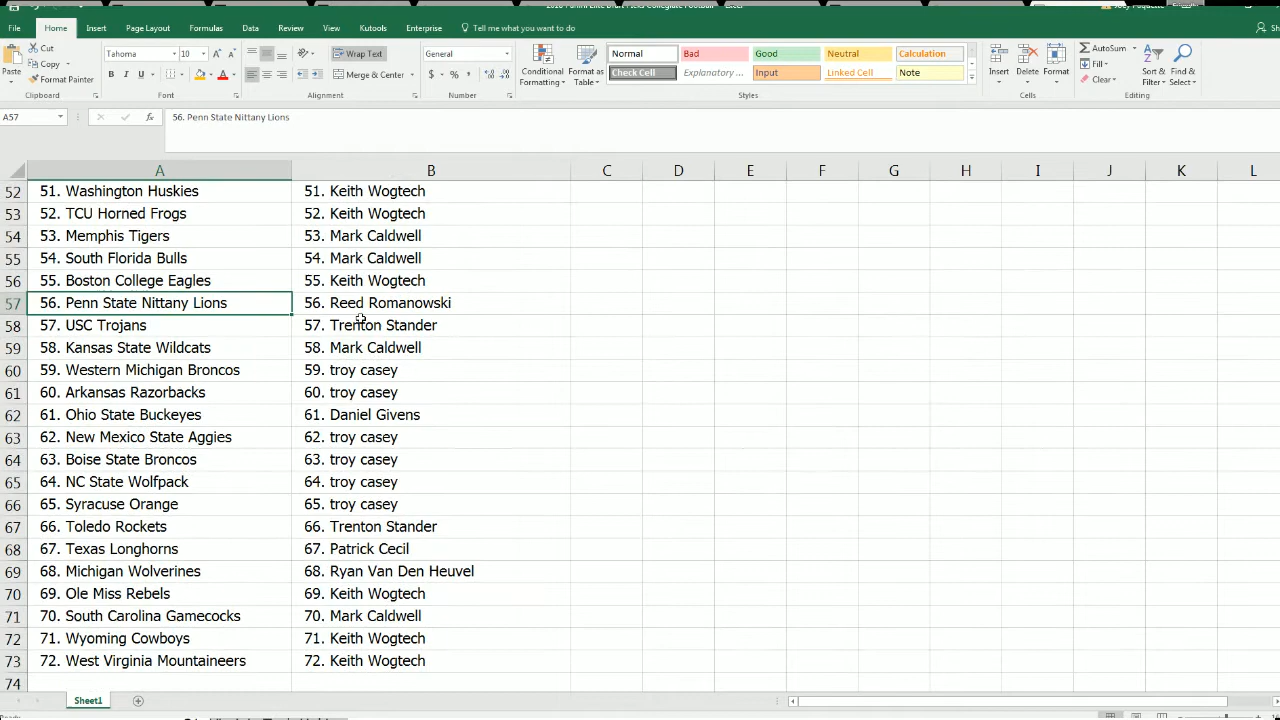 File Home Insert Page Layout Formulas Data Review View Kutools Enterprise Tell me what you want to do
Cut
Copy
Format Painter
Paste
Clipboard
Tahoma 10
B I U
Font
Wrap Text
Merge & Center
Alignment
General
$ % ,
Number
Conditional Formatting
Format as Table
Normal Bad Good Neutral Calculation
Check Cell Explanatory ... Input Linked Cell Note
Styles
Insert Delete Format
Cells
AutoSum
Fill
Clear
Sort & Filter
Find & Select
Editing
A57 fx 56. Penn State Nittany Lions
A B C D E F G H I J K L
52 51. Washington Huskies 51. Keith Wogtech
53 52. TCU Horned Frogs 52. Keith Wogtech
54 53. Memphis Tigers 53. Mark Caldwell
55 54. South Florida Bulls 54. Mark Caldwell
56 55. Boston College Eagles 55. Keith Wogtech
57 56. Penn State Nittany Lions 56. Reed Romanowski
58 57. USC Trojans 57. Trenton Stander
59 58. Kansas State Wildcats 58. Mark Caldwell
60 59. Western Michigan Broncos 59. troy casey
61 60. Arkansas Razorbacks 60. troy casey
62 61. Ohio State Buckeyes 61. Daniel Givens
63 62. New Mexico State Aggies 62. troy casey
64 63. Boise State Broncos 63. troy casey
65 64. NC State Wolfpack 64. troy casey
66 65. Syracuse Orange 65. troy casey
67 66. Toledo Rockets 66. Trenton Stander
68 67. Texas Longhorns 67. Patrick Cecil
69 68. Michigan Wolverines 68. Ryan Van Den Heuvel
70 69. Ole Miss Rebels 69. Keith Wogtech
71 70. South Carolina Gamecocks 70. Mark Caldwell
72 71. Wyoming Cowboys 71. Keith Wogtech
73 72. West Virginia Mountaineers 72. Keith Wogtech
74
Sheet1